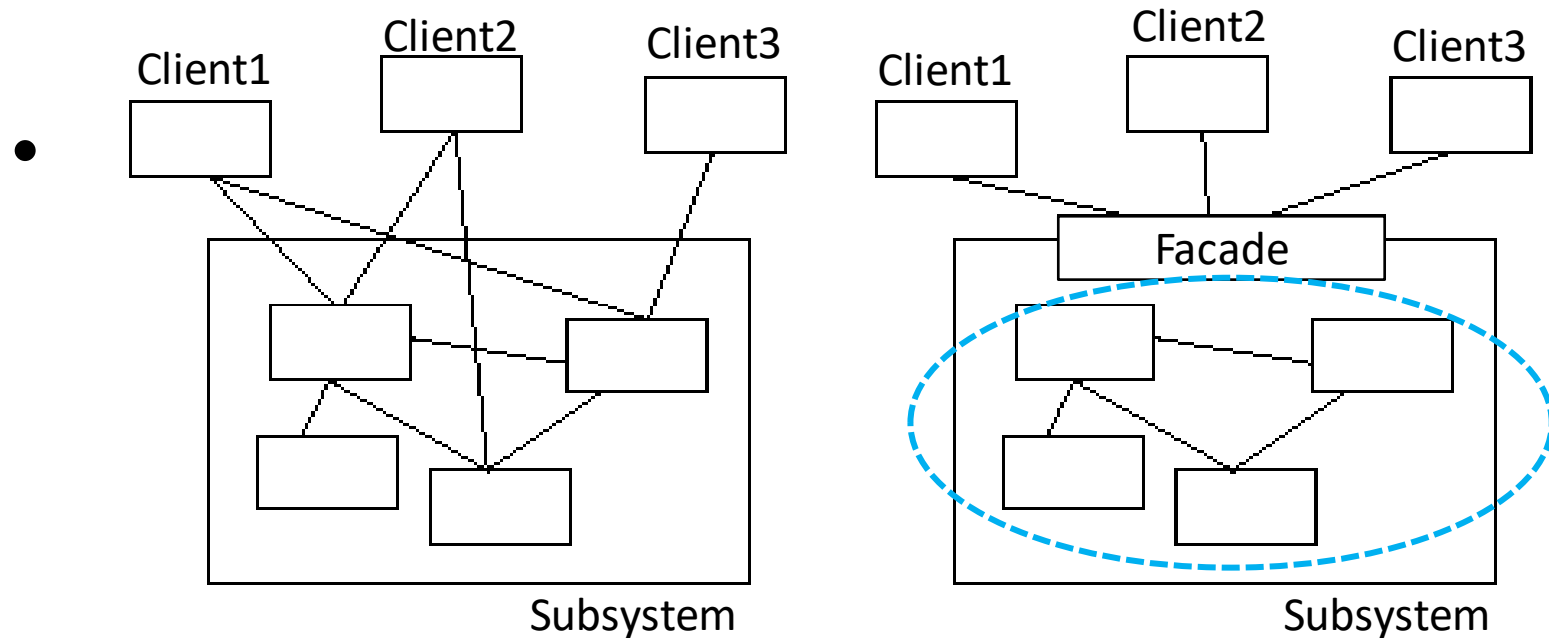 Client1
Client2
Client3
Subsystem
Client1
Client2
Client3
Facade
Subsystem